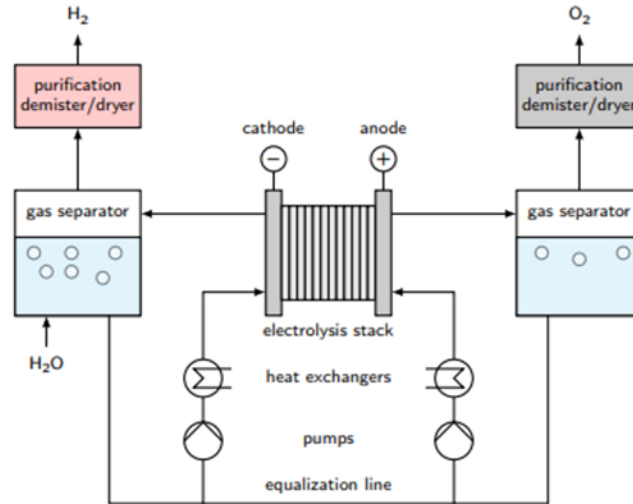 H₂
O₂
purification
demister/dryer
purification
demister/dryer
cathode
anode
−
+
gas separator
gas separator
electrolysis stack
H₂O
heat exchangers
pumps
equalization line